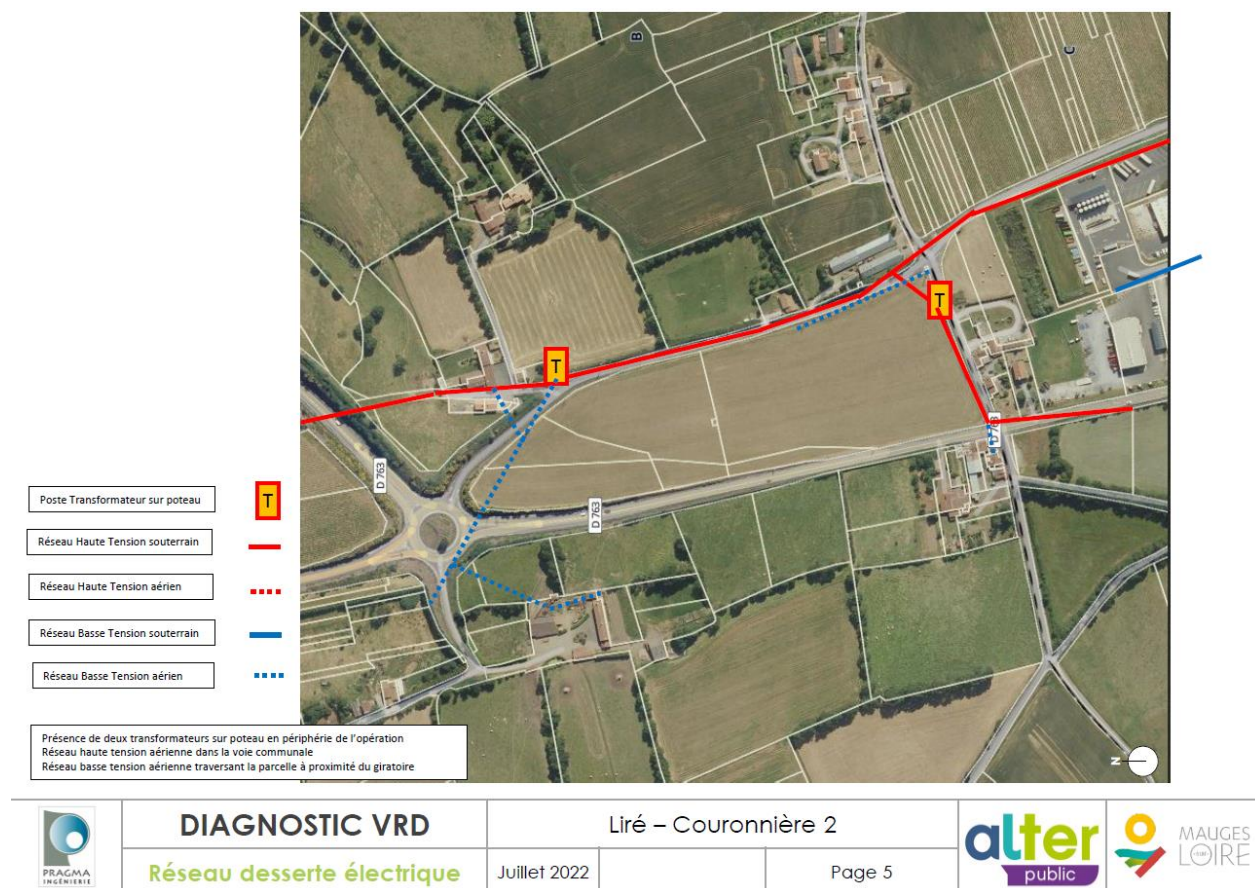 B
C
T
T
D 763
D 763
D 763
Poste Transformateur sur poteau
T
Réseau Haute Tension souterrain
Réseau Haute Tension aérien
Réseau Basse Tension souterrain
Réseau Basse Tension aérien
Présence de deux transformateurs sur poteau en périphérie de l'opération
Réseau haute tension aérienne dans la voie communale
Réseau basse tension aérienne traversant la parcelle à proximité du giratoire
N
PRAGMA
INGÉNIERIE
DIAGNOSTIC VRD
Liré – Couronnière 2
Réseau desserte électrique
Juillet 2022
Page 5
alter
public
MAUGES
LOIRE